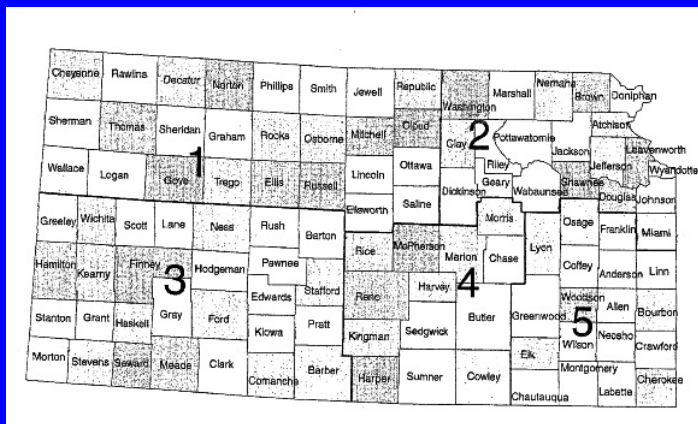 Cheyenne Rawlins Decatur Norton Phillips Smith Jewell Republic Washington Marshall Nemaha Brown Doniphan
Sherman Thomas Sheridan Graham Rooks Osborne Mitchell Cloud Clay 2 Pottawatomie Jackson Atchison
Riley Jefferson Leavenworth Wyandotte
Wallace Logan Gove 1 Trego Ellis Russell Lincoln Ottawa Dickinson Geary Wabaunsee Shawnee Douglas Johnson
Ellsworth Saline Morris
Greeley Wichita Scott Lane Ness Rush Barton Rice McPherson Marion Chase Lyon Osage Franklin Miami
Hamilton Kearny Finney 3 Hodgeman Pawnee Stafford Reno Harvey 4 Coffey Anderson Linn
Edwards Woodson
Stanton Grant Haskell Gray Ford Kiowa Pratt Kingman Sedgwick Butler Greenwood 5 Allen Bourbon
Wilson Neosho Crawford
Morton Stevens Seward Meade Clark Comanche Barber Harper Sumner Cowley Elk Montgomery
Chautauqua Labette Cherokee